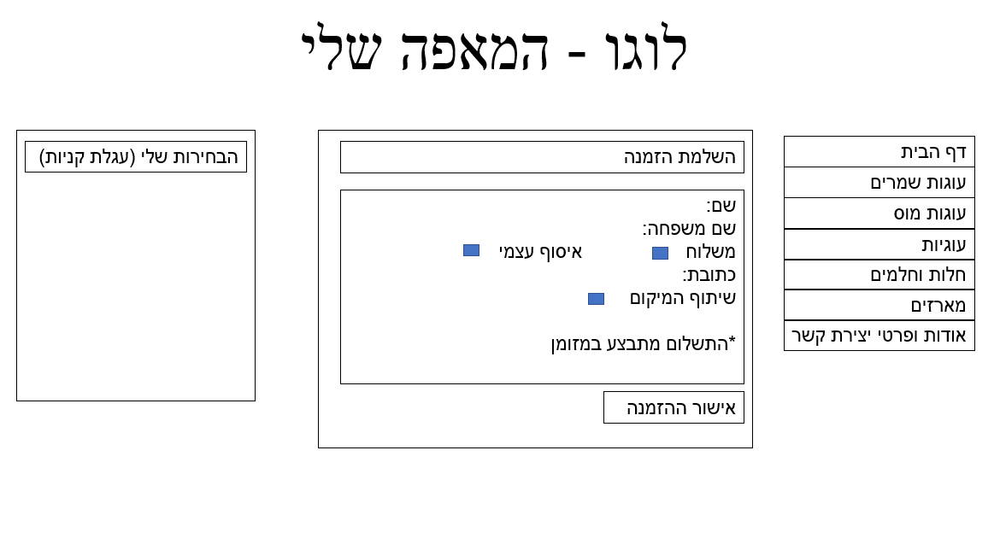 לוגו - המאפה שלי
דף הבית
עוגות שמרים
עוגות מוס
עוגיות
חלות וחלמים
מארזים
אודות ופרטי יצירת קשר
השלמת הזמנה
שם:
שם משפחה:
משלוח איסוף עצמי
כתובת:
שיתוף המיקום
*התשלום מתבצע במזומן
אישור ההזמנה
הבחירות שלי (עגלת קניות)